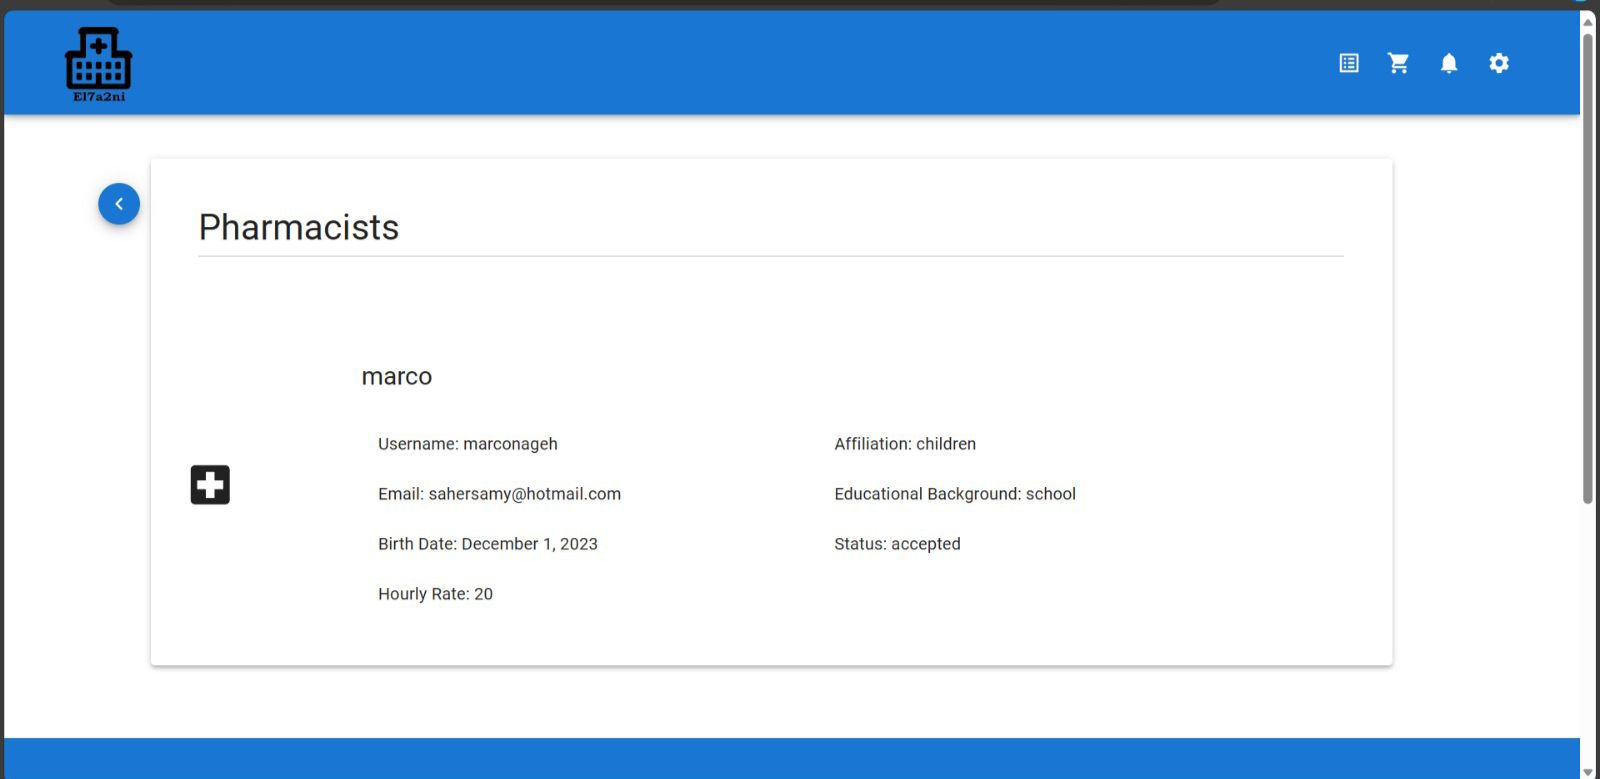 El7a2ni
Pharmacists
marco
Username: marconageh
Affiliation: children
Email: sahersamy@hotmail.com
Educational Background: school
Birth Date: December 1, 2023
Status: accepted
Hourly Rate: 20